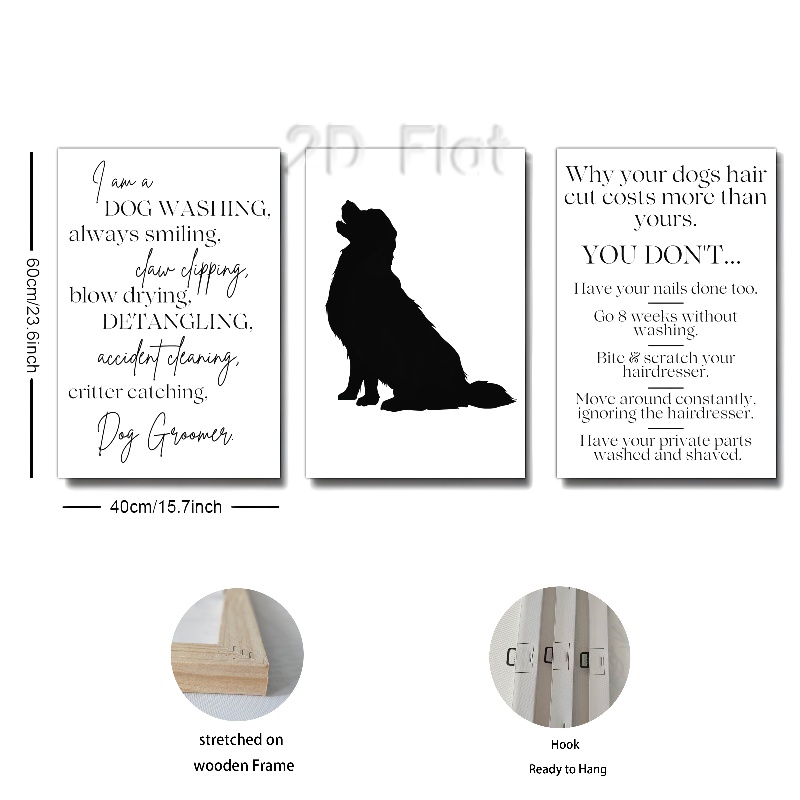 2D Flat
I am a
DOG WASHING,
always smiling,
claw clipping,
blow drying,
DETANGLING,
accident cleaning,
critter catching.
Dog Groomer.
Why your dogs hair
cut costs more than
yours.
YOU DON'T...
Have your nails done too.
Go 8 weeks without
washing.
Bite & scratch your
hairdresser.
Move around constantly,
ignoring the hairdresser.
Have your private parts
washed and shaved.
60cm/23.6inch
40cm/15.7inch
stretched on
wooden Frame
Hook
Ready to Hang